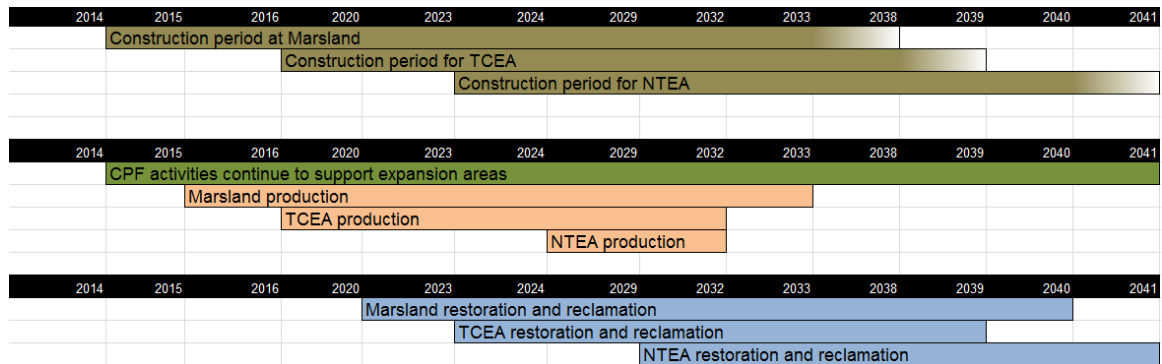 2014 2015 2016 2020 2023 2024 2029 2032 2033 2038 2039 2040 2041
Construction period at Marsland
Construction period for TCEA
Construction period for NTEA
2014 2015 2016 2020 2023 2024 2029 2032 2033 2038 2039 2040 2041
CPF activities continue to support expansion areas
Marsland production
TCEA production
NTEA production
2014 2015 2016 2020 2023 2024 2029 2032 2033 2038 2039 2040 2041
Marsland restoration and reclamation
TCEA restoration and reclamation
NTEA restoration and reclamation